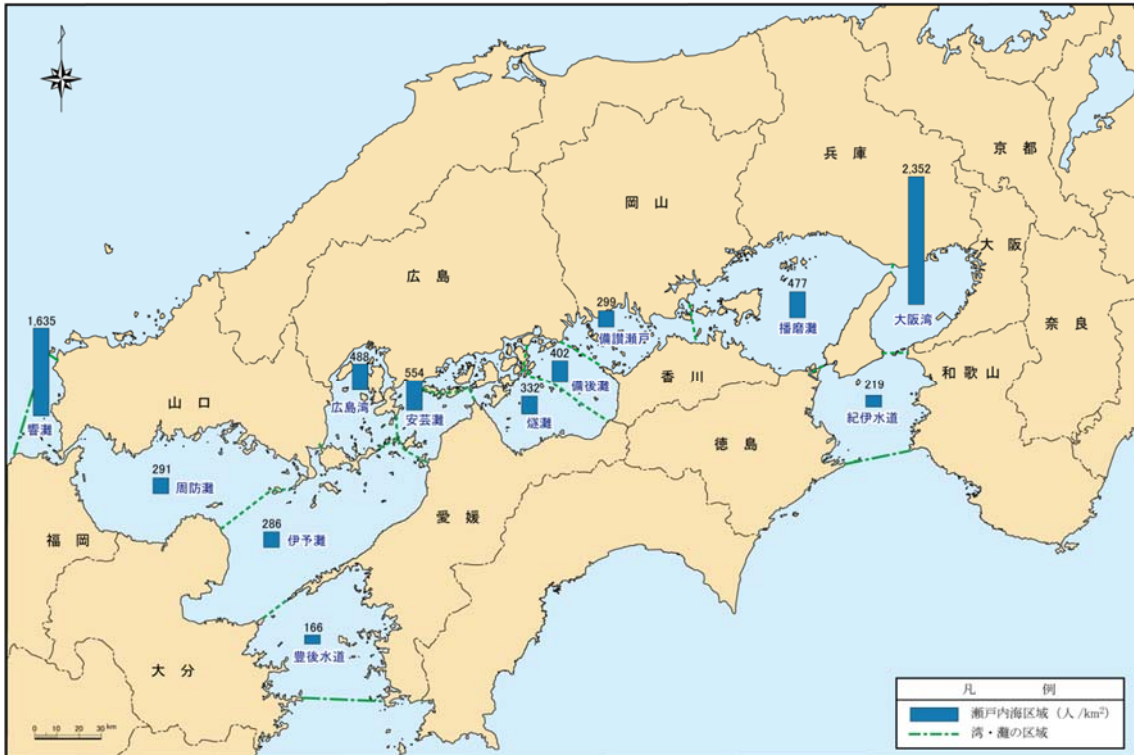 兵 庫
京 都
2,352
岡 山
大 阪
広 島
477
299
播磨灘
大阪湾
奈 良
1,635
備讃瀬戸
488
402
554
備後灘
香 川
和 歌 山
219
山 口
広島湾
332
安芸灘
燧灘
紀伊水道
響灘
徳 島
291
周防灘
愛 媛
286
福 岡
伊予灘
166
豊後水道
大 分
凡 例
瀬戸内海区域(人/km²)
湾・灘の区域
0 10 20 30 km